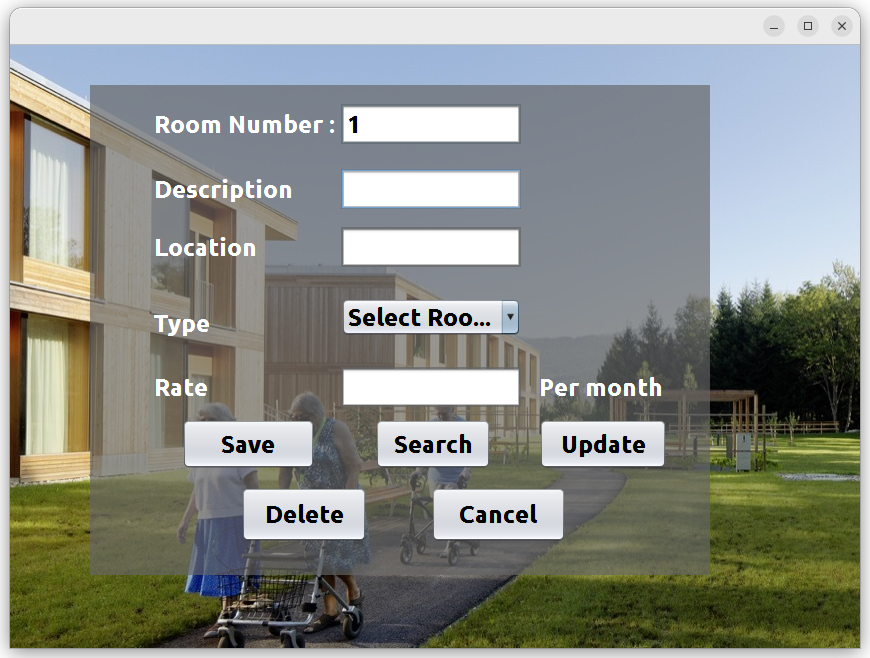 Room Number : 1
Description
Location
Type Select Roo...
Rate Per month
Save Search Update
Delete Cancel